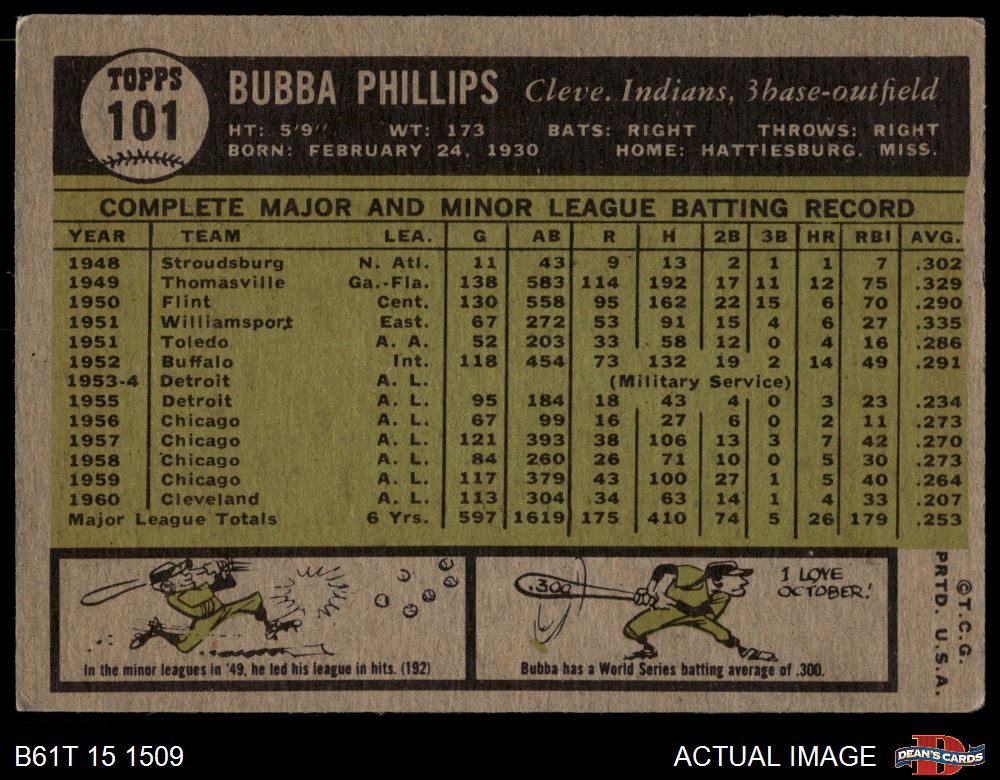 TOPPS
101
BUBBA PHILLIPS Cleve. Indians, 3base-outfield
HT: 5'9" WT: 173 BATS: RIGHT THROWS: RIGHT
BORN: FEBRUARY 24, 1930 HOME: HATTIESBURG, MISS.
COMPLETE MAJOR AND MINOR LEAGUE BATTING RECORD
YEAR TEAM LEA. G AB R H 2B 3B HR RBI AVG.
1948 Stroudsburg N. Atl. 11 43 9 13 2 1 1 7 .302
1949 Thomasville Ga.-Fla. 138 583 114 192 17 11 12 75 .329
1950 Flint Cent. 130 558 95 162 22 15 6 70 .290
1951 Williamsport East. 67 272 53 91 15 4 6 27 .335
1951 Toledo A. A. 52 203 33 58 12 0 4 16 .286
1952 Buffalo Int. 118 454 73 132 19 2 14 49 .291
1953-4 Detroit A. L. (Military Service)
1955 Detroit A. L. 95 184 18 43 4 0 3 23 .234
1956 Chicago A. L. 67 99 16 27 6 0 2 11 .273
1957 Chicago A. L. 121 393 38 106 13 3 7 42 .270
1958 Chicago A. L. 84 260 26 71 10 0 5 30 .273
1959 Chicago A. L. 117 379 43 100 27 1 5 40 .264
1960 Cleveland A. L. 113 304 34 63 14 1 4 33 .207
Major League Totals 6 Yrs. 597 1619 175 410 74 5 26 179 .253
In the minor leagues in '49, he led his league in hits. (192)
.300
I LOVE
OCTOBER!
Bubba has a World Series batting average of .300.
©T.C.G.
PRTD. U.S.A.
B61T 15 1509
ACTUAL IMAGE
D
DEAN'S CARDS